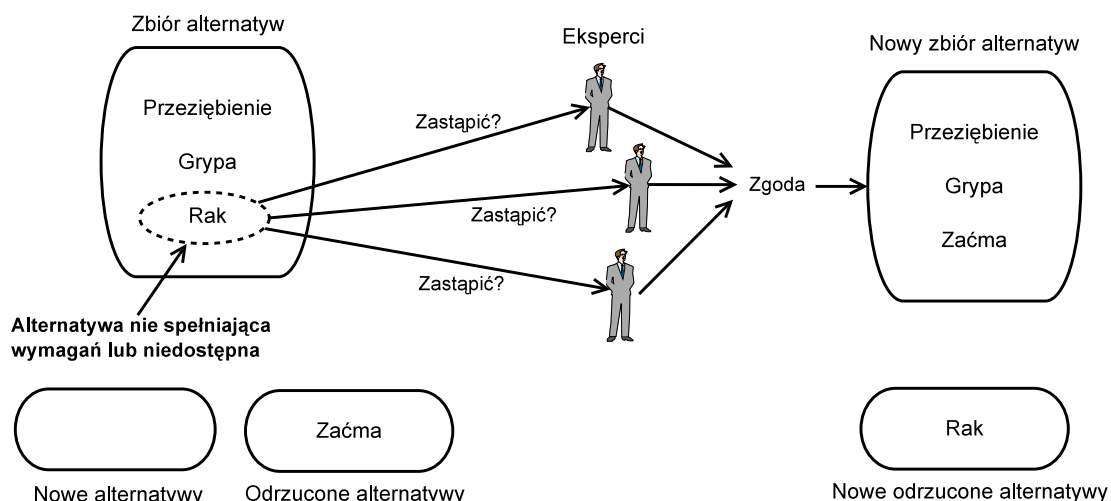 Zbiór alternatyw
Eksperci
Nowy zbiór alternatyw
Przeziębienie
Grypa
Rak
Zastąpić?
Zastąpić?
Zastąpić?
Zgoda
Przeziębienie
Grypa
Zaćma
Alternatywa nie spełniająca
wymagań lub niedostępna
Zaćma
Rak
Nowe alternatywy
Odrzucone alternatywy
Nowe odrzucone alternatywy